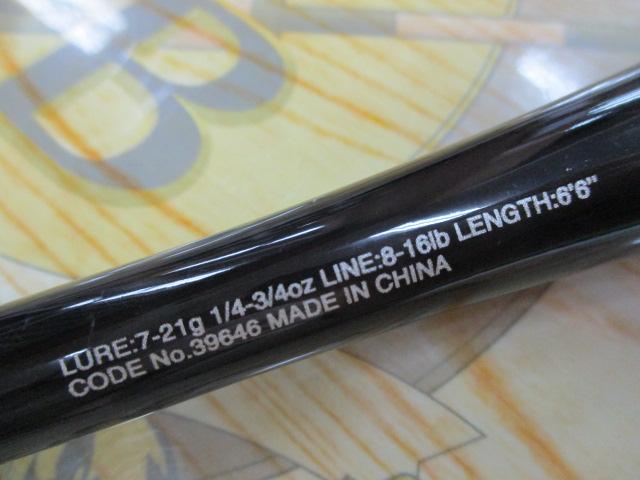 B
LURE:7-21g 1/4-3/4oz LINE:8-16lb LENGTH:6'6"
CODE No.39646 MADE IN CHINA